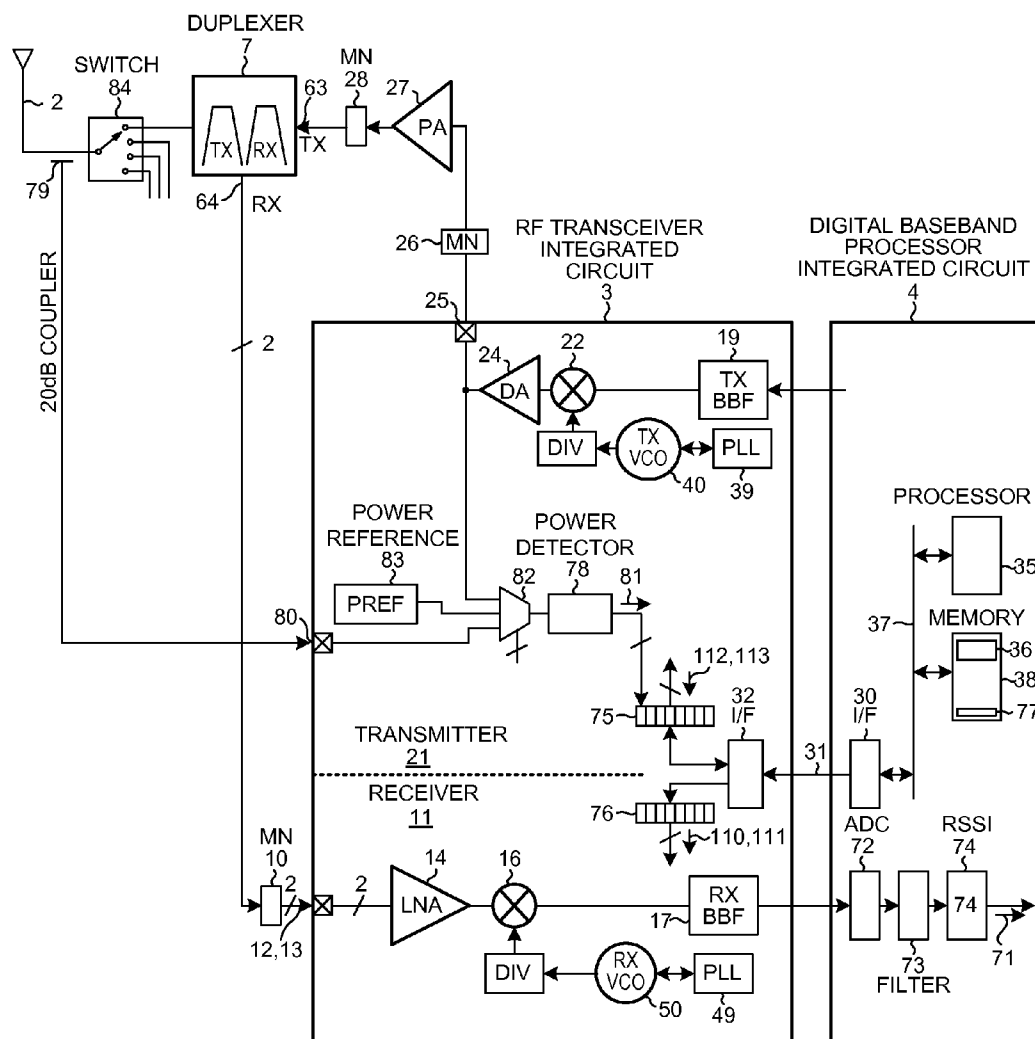 DUPLEXER
7
MN
28
27
SWITCH
84
2
63
TX
RX
TX
PA
79
64
RX
26
MN
RF TRANSCEIVER
INTEGRATED
CIRCUIT
3
DIGITAL BASEBAND
PROCESSOR
INTEGRATED CIRCUIT
4
25
20dB COUPLER
2
24
22
19
DA
TX
BBF
DIV
TX
VCO
PLL
40
39
POWER
REFERENCE
83
POWER
DETECTOR
78
PROCESSOR
82
81
35
PREF
80
37
MEMORY
36
38
77
112,113
75
32
I/F
30
I/F
31
TRANSMITTER
21
RECEIVER
11
76
110,111
ADC
72
RSSI
74
MN
10
14
16
2
2
LNA
RX
BBF
17
74
12,13
73
71
FILTER
DIV
RX
VCO
PLL
50
49